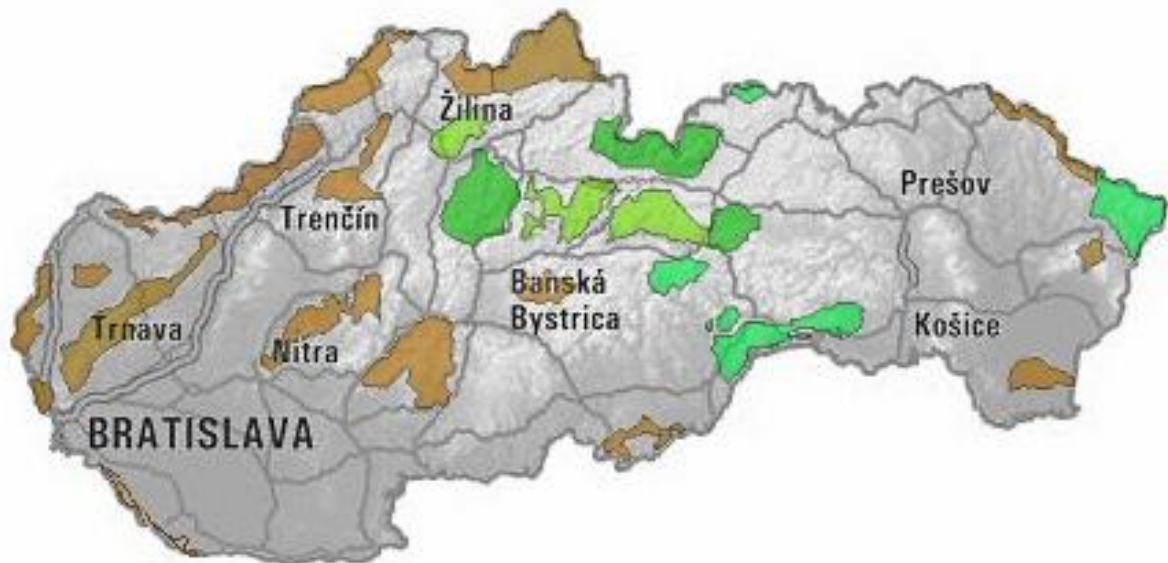 Žilina
Prešov
Trenčín
Banská
Bystrica
Trnava
Nitra
Košice
BRATISLAVA